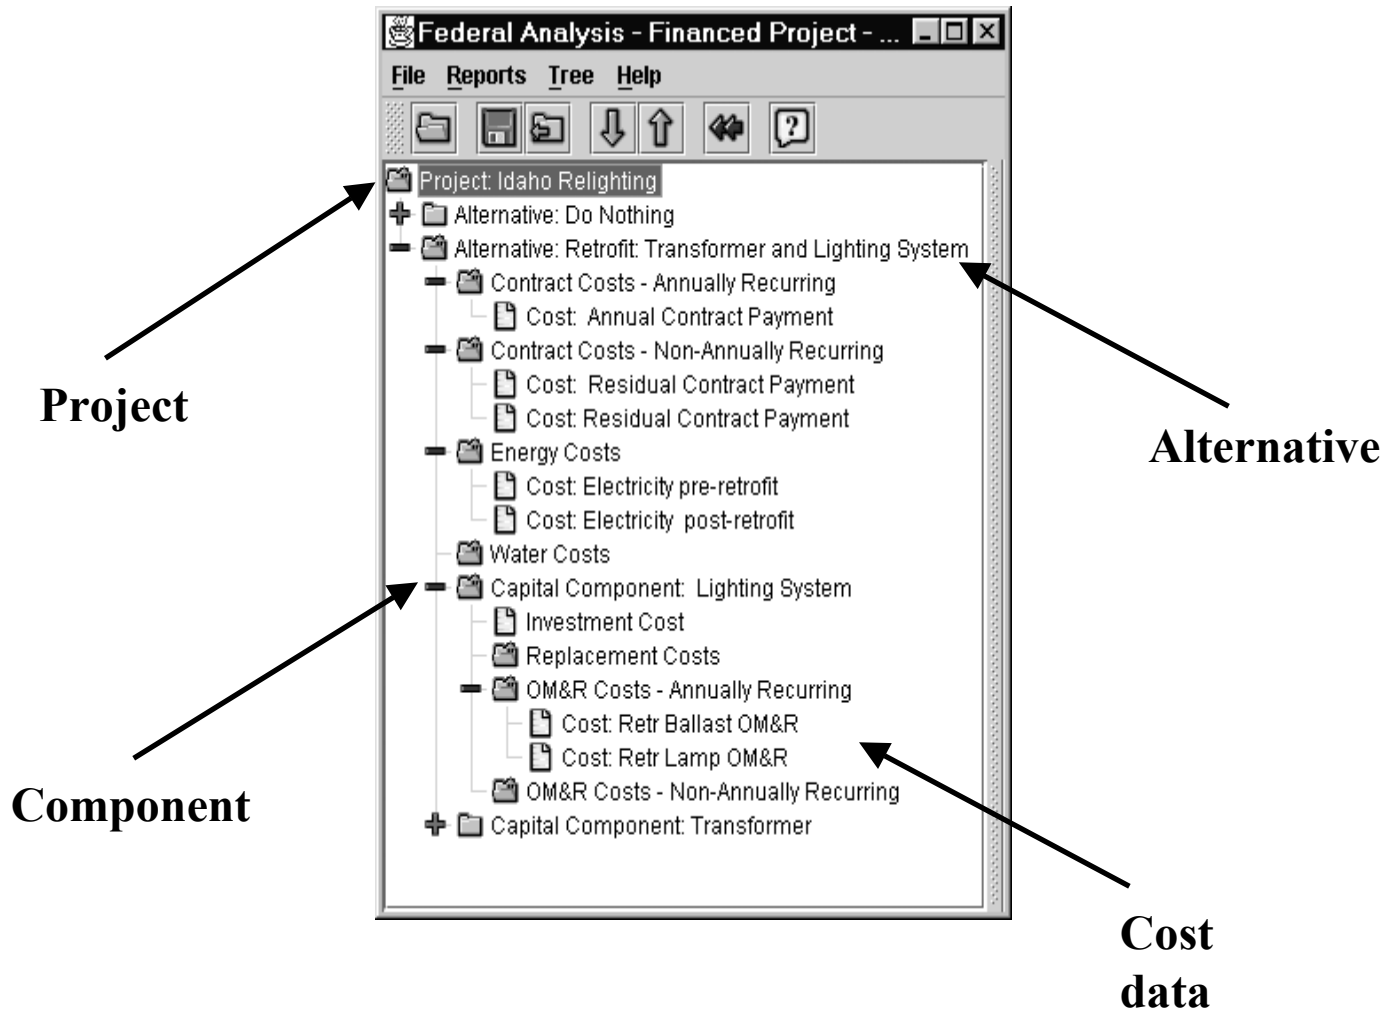 Federal Analysis - Financed Project - ...
File Reports Tree Help
?
Project: Idaho Relighting
Alternative: Do Nothing
Alternative: Retrofit: Transformer and Lighting System
Contract Costs - Annually Recurring
Cost:  Annual Contract Payment
Contract Costs - Non-Annually Recurring
Cost:  Residual Contract Payment
Cost: Residual Contract Payment
Energy Costs
Cost: Electricity pre-retrofit
Cost: Electricity  post-retrofit
Water Costs
Capital Component:  Lighting System
Investment Cost
Replacement Costs
OM&R Costs - Annually Recurring
Cost: Retr Ballast OM&R
Cost: Retr Lamp OM&R
OM&R Costs - Non-Annually Recurring
Capital Component: Transformer
Project
Alternative
Component
Cost
data